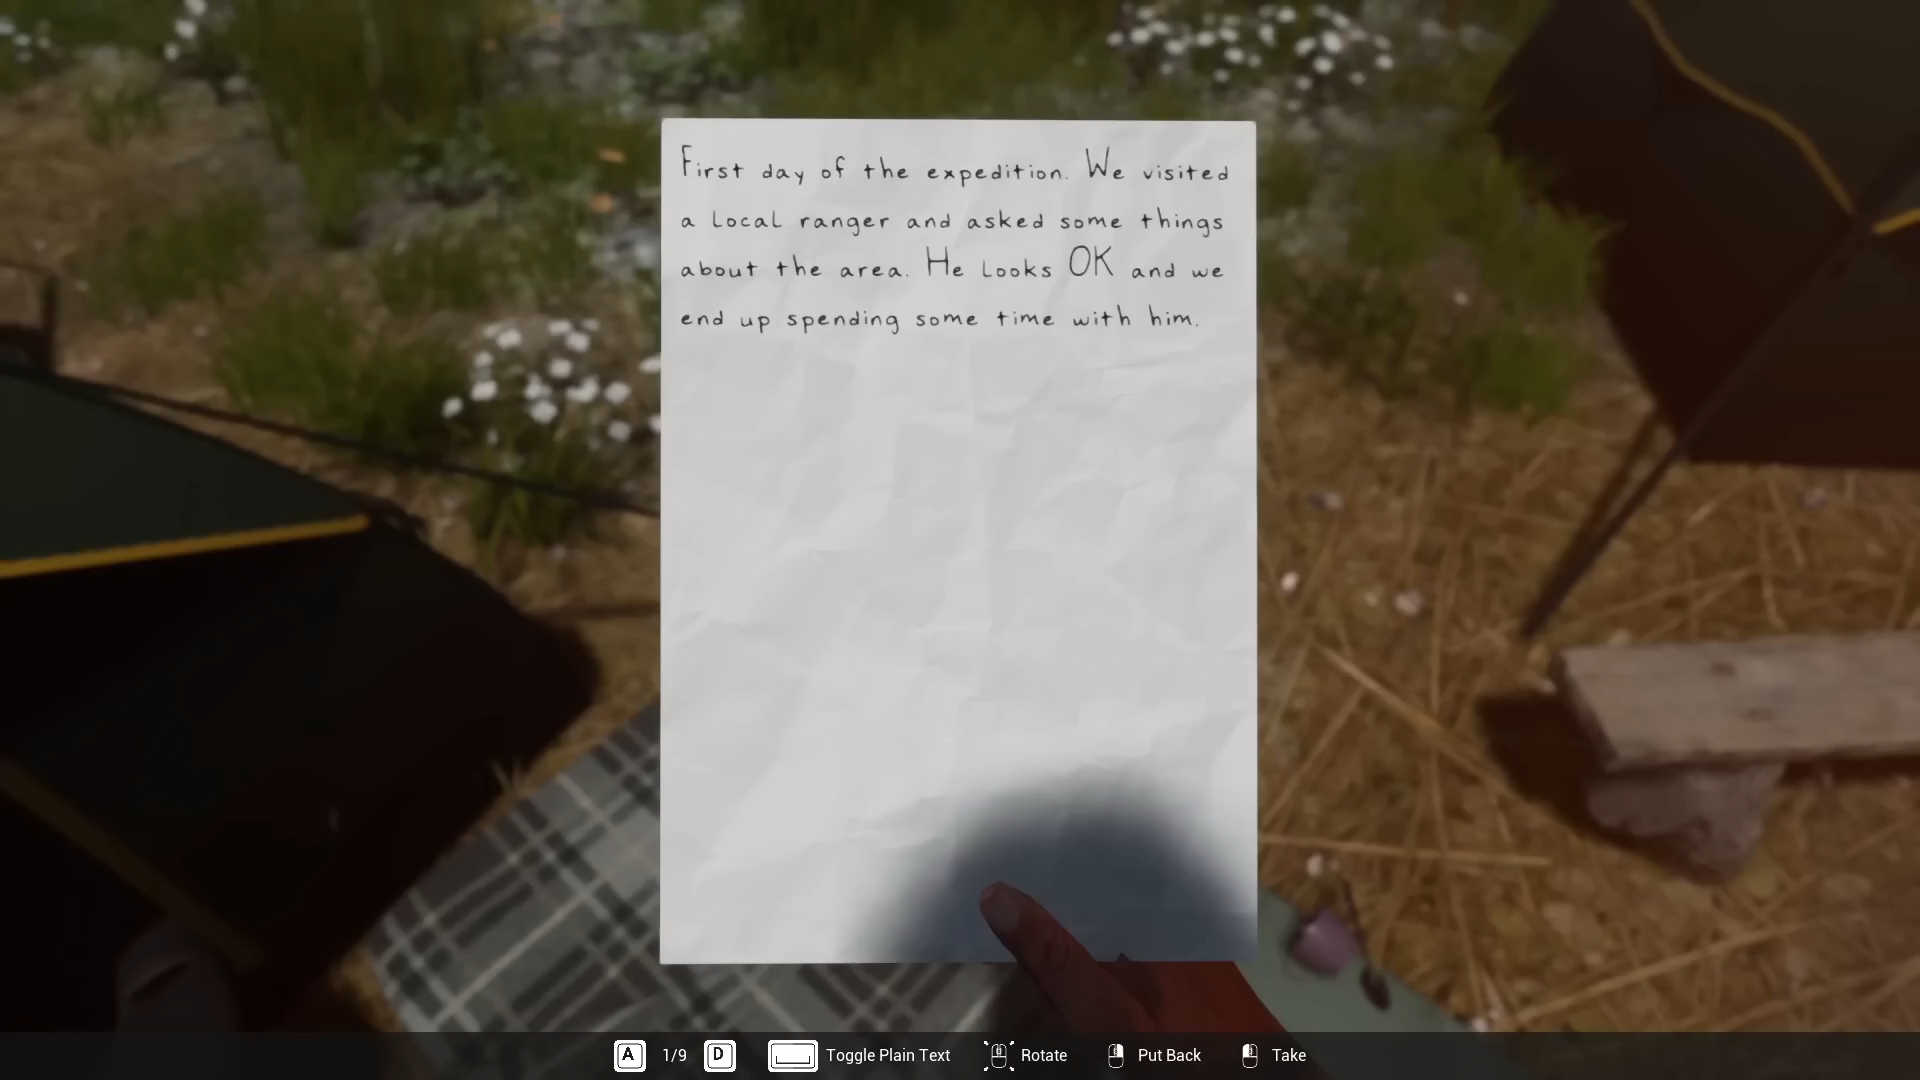 First day of the expedition. We visited
a local ranger and asked some things
about the area. He looks OK and we
end up spending some time with him.
A 1/9 D Toggle Plain Text Rotate Put Back Take